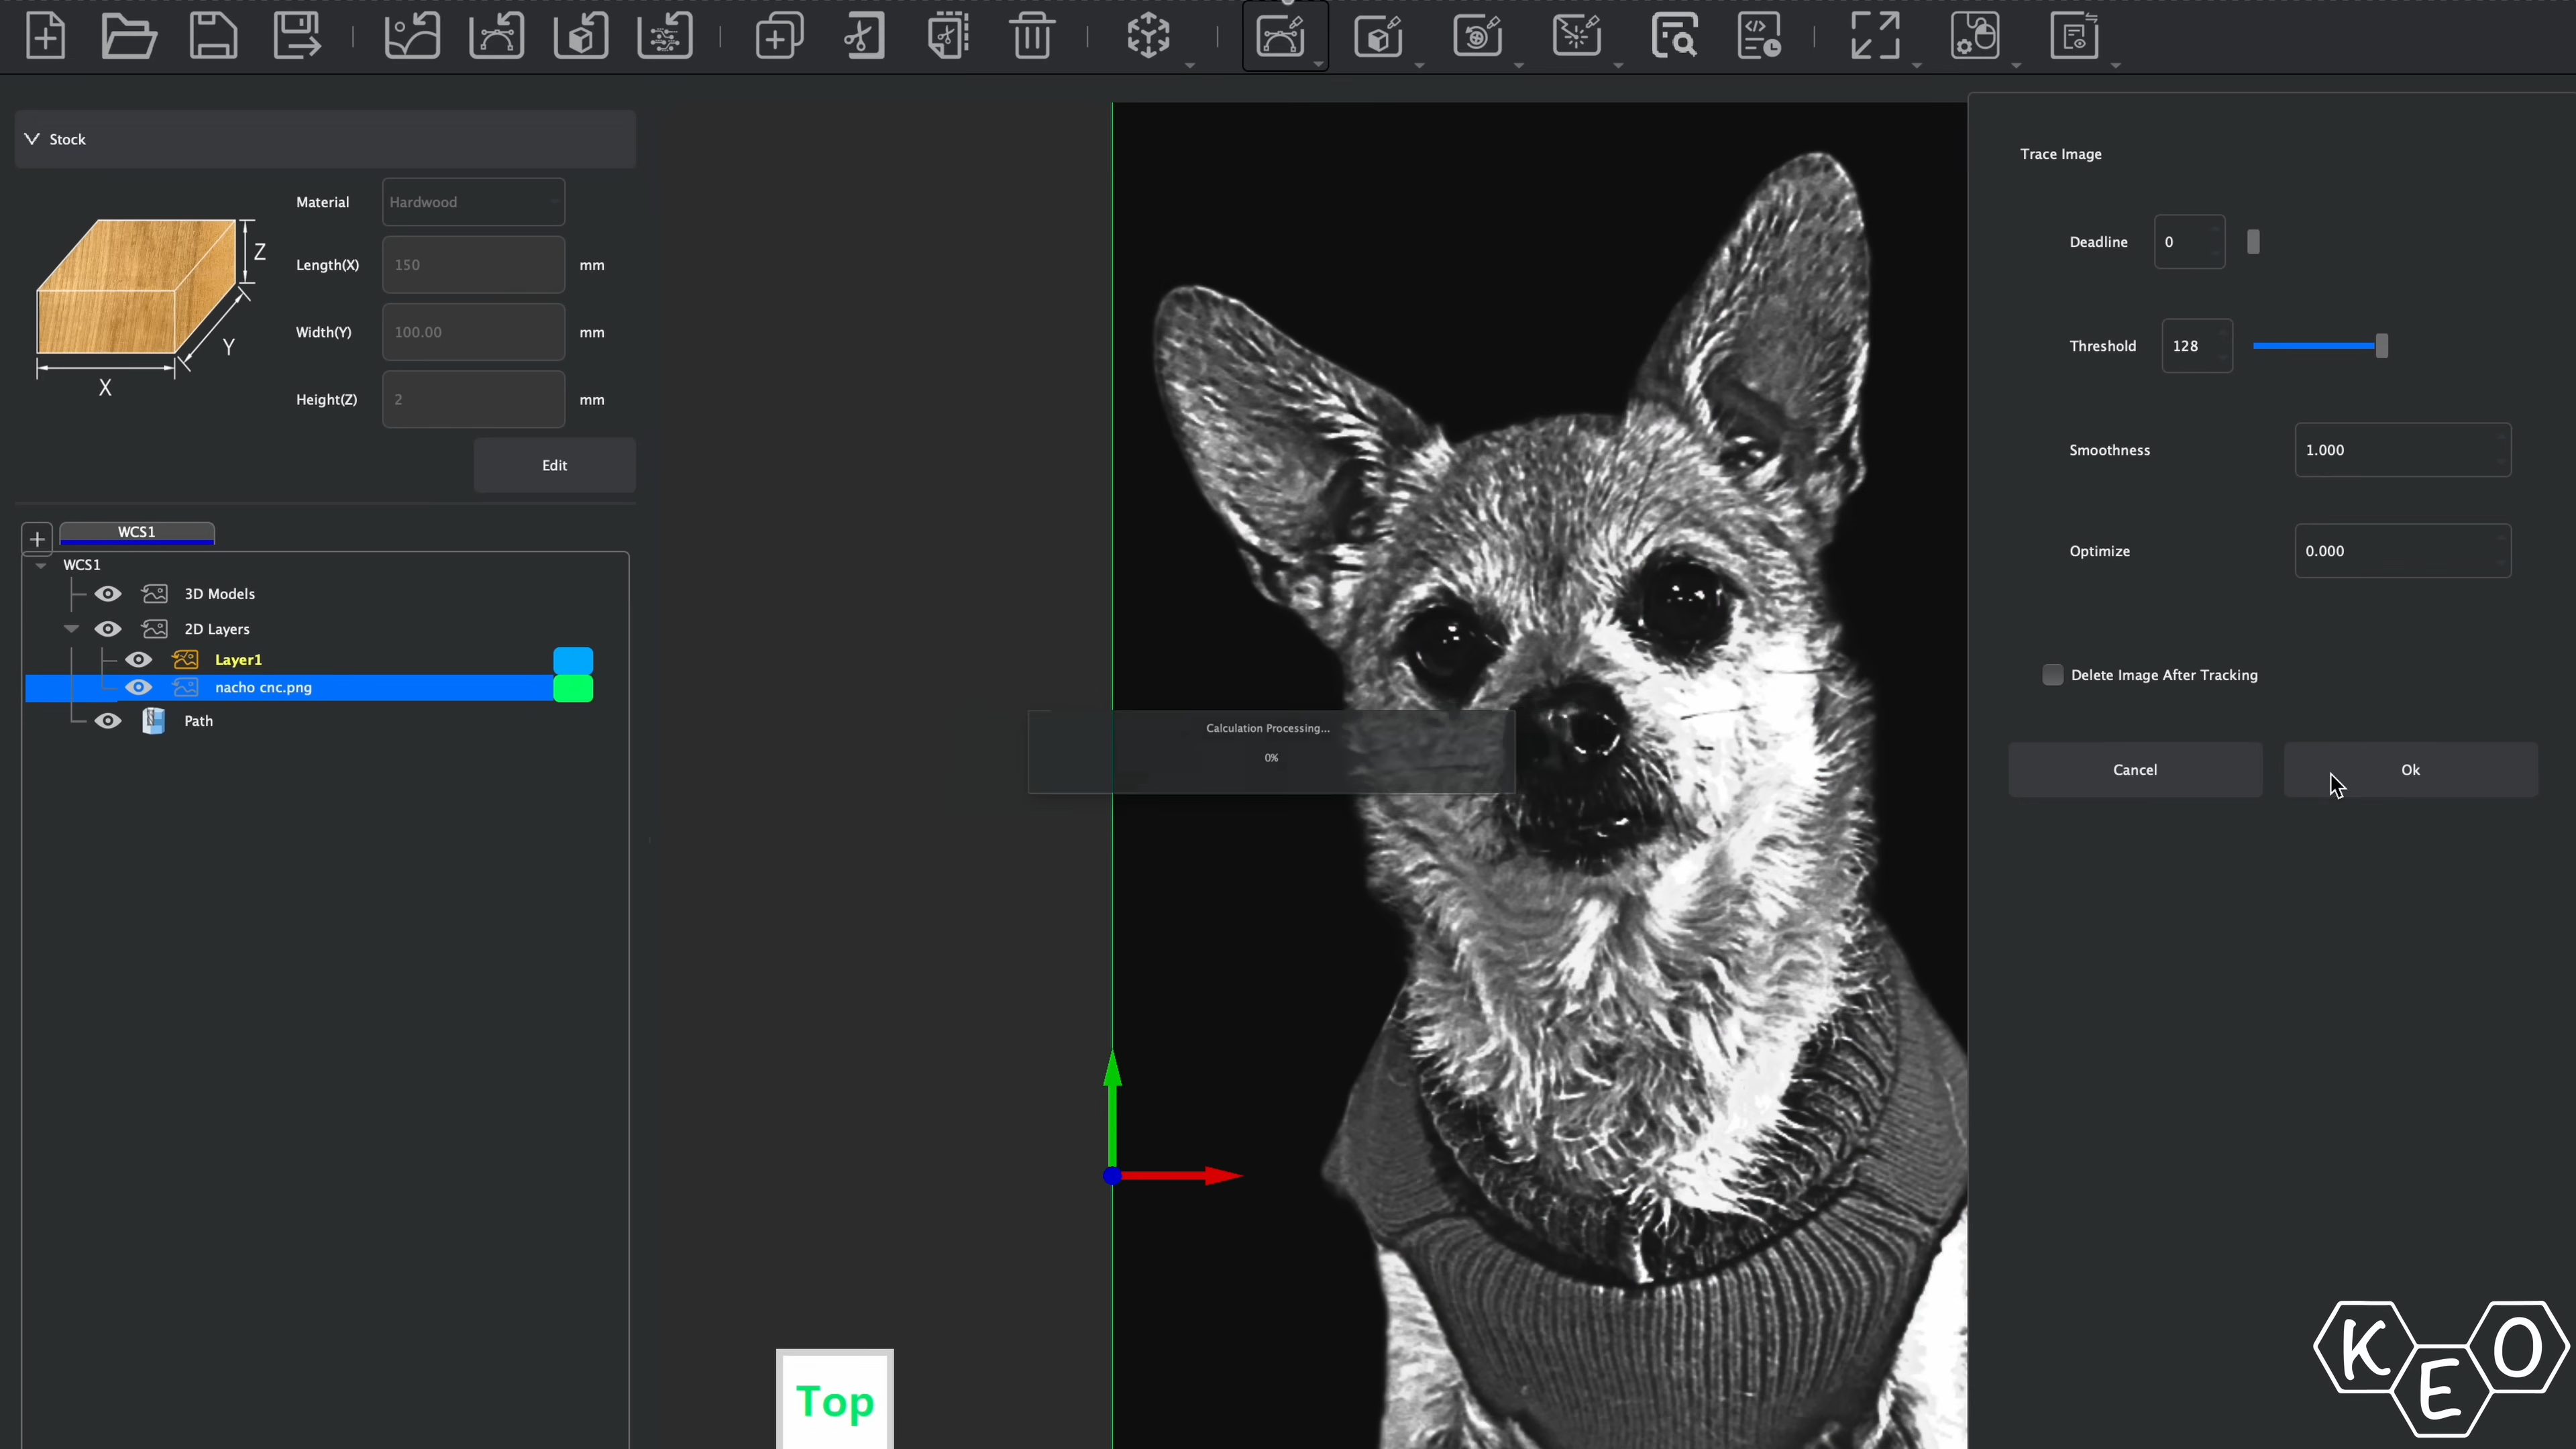 Stock
Material Hardwood
Length(X) 150 mm
Width(Y) 100.00 mm
Height(Z) 2 mm
Z
Y
X
Edit
WCS1
WCS1
3D Models
2D Layers
Layer1
nacho cnc.png
Path
Calculation Processing...
0%
Top
Trace Image
Deadline 0
Threshold 128
Smoothness 1.000
Optimize 0.000
Delete Image After Tracking
Cancel Ok
KEO